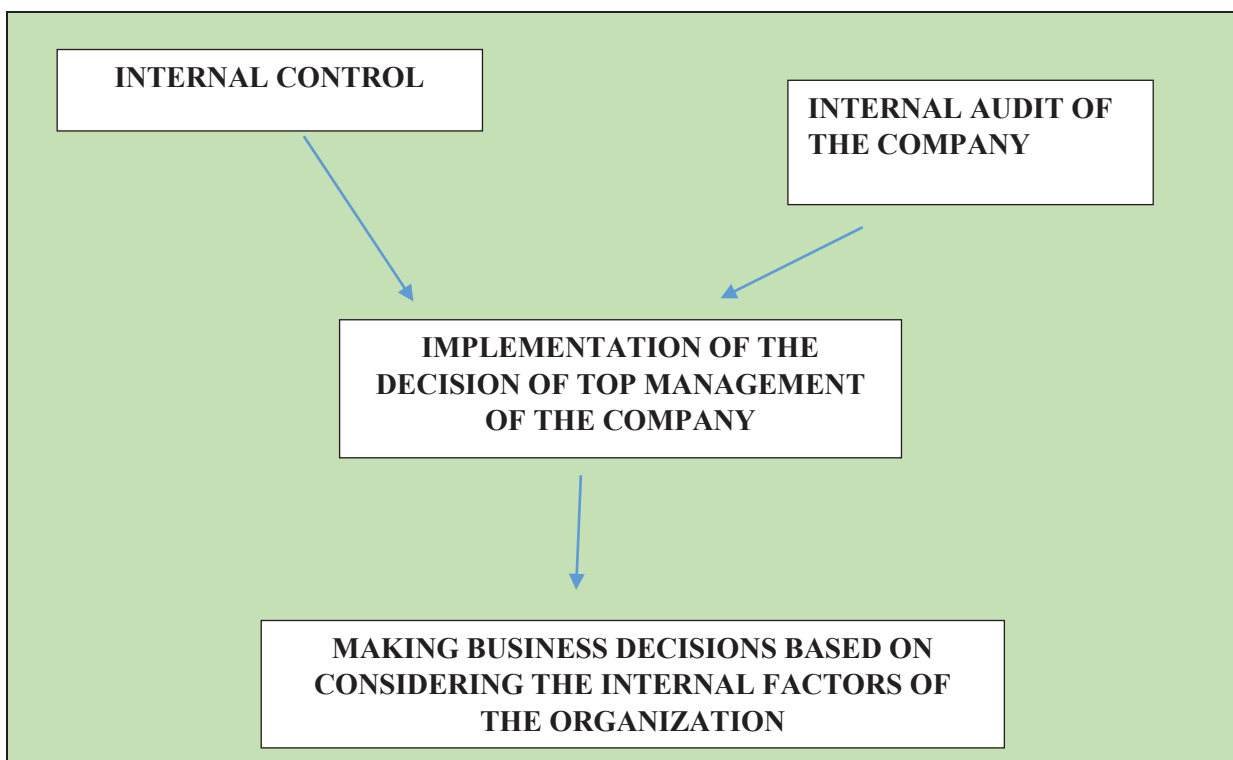 INTERNAL CONTROL
INTERNAL AUDIT OF
THE COMPANY
IMPLEMENTATION OF THE
DECISION OF TOP MANAGEMENT
OF THE COMPANY
MAKING BUSINESS DECISIONS BASED ON
CONSIDERING THE INTERNAL FACTORS OF
THE ORGANIZATION